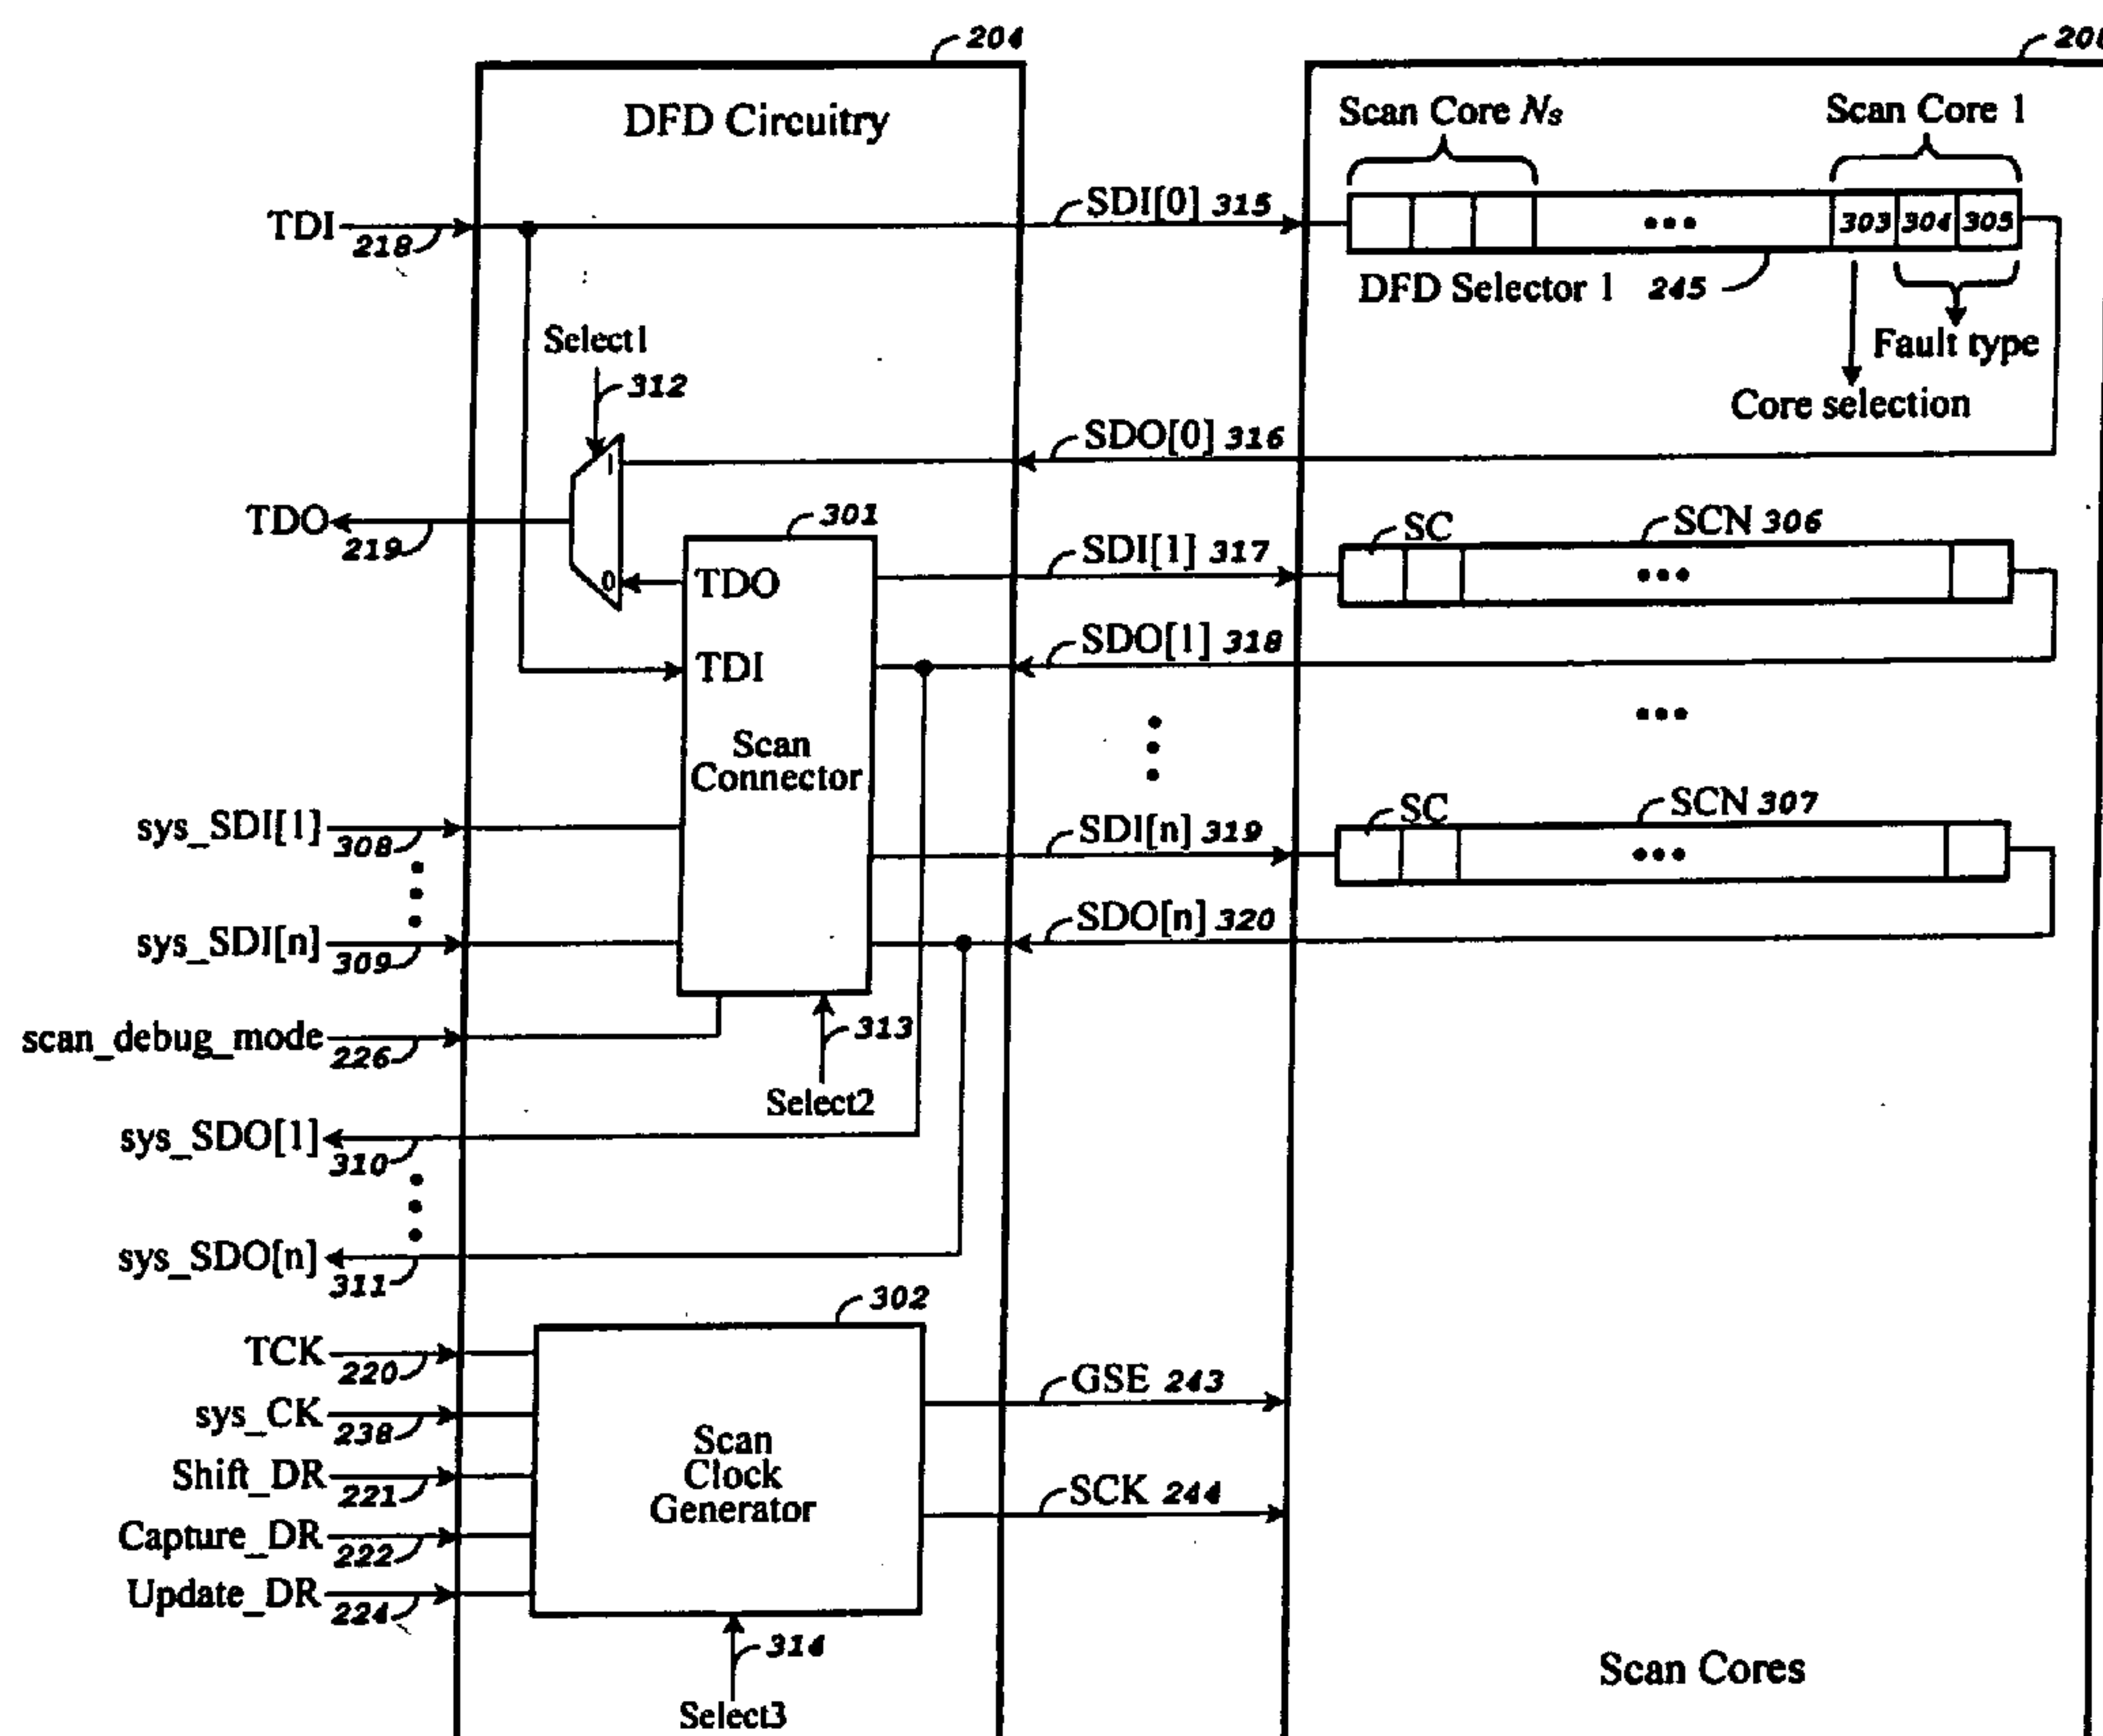 204
DFD Circuitry
Scan Core Ns
Scan Core 1
TDI
218
SDI[0] 315
•••
303 304 305
DFD Selector 1 245
Fault type
Core selection
Select1
312
1
SDO[0] 316
TDO
219
0
301
TDO
TDI
Scan
Connector
SDI[1] 317
SC
SCN 306
•••
SDO[1] 318
•••
sys_SDI[1]
308
SDI[n] 319
SC
SCN 307
•••
sys_SDI[n]
309
SDO[n] 320
scan_debug_mode
226
313
Select2
sys_SDO[1]
310
sys_SDO[n]
311
302
TCK
220
sys_CK
238
Shift_DR
221
Capture_DR
222
Update_DR
224
Scan
Clock
Generator
GSE 243
SCK 244
314
Select3
Scan Cores